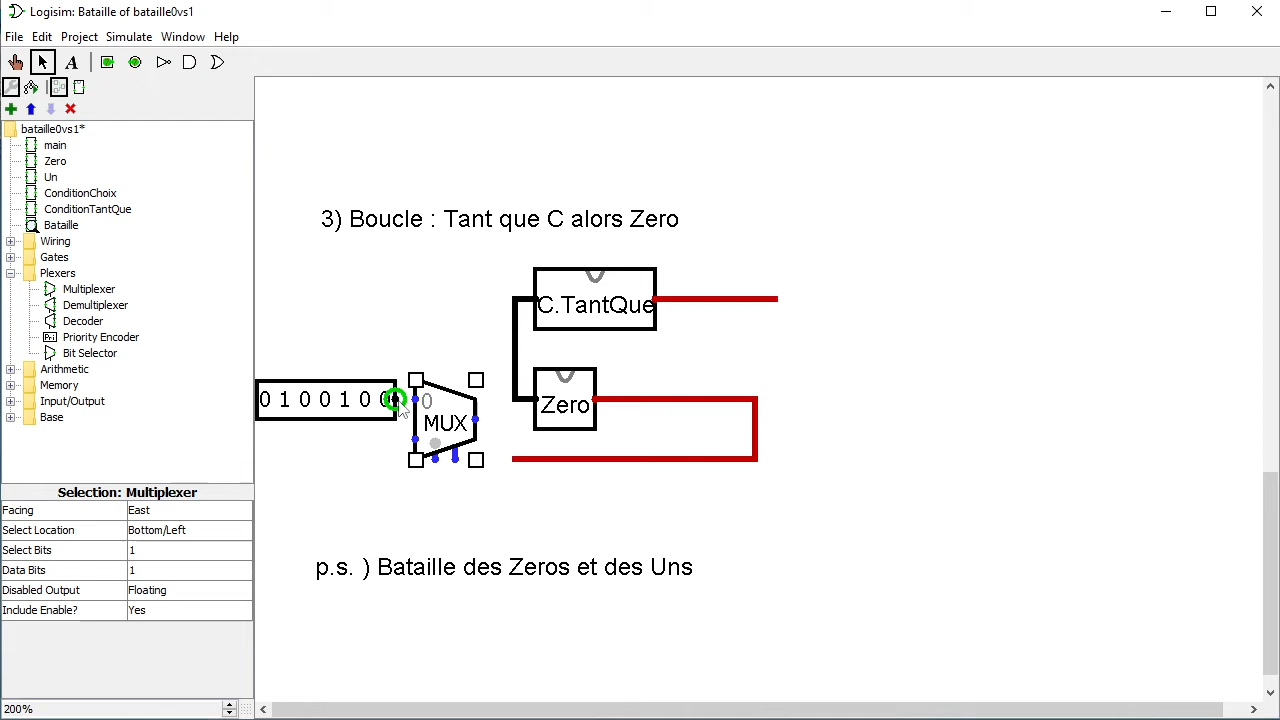 Logisim: Bataille of bataille0vs1
File Edit Project Simulate Window Help
A
bataille0vs1*
main
Zero
Un
ConditionChoix
ConditionTantQue
Bataille
Wiring
Gates
Plexers
Multiplexer
Demultiplexer
Decoder
Pri Priority Encoder
Bit Selector
Arithmetic
Memory
Input/Output
Base
Selection: Multiplexer
Facing East
Select Location Bottom/Left
Select Bits 1
Data Bits 1
Disabled Output Floating
Include Enable? Yes
200%
3) Boucle : Tant que C alors Zero
C.TantQue
0 1 0 0 1 0 0
0
MUX
Zero
p.s. ) Bataille des Zeros et des Uns